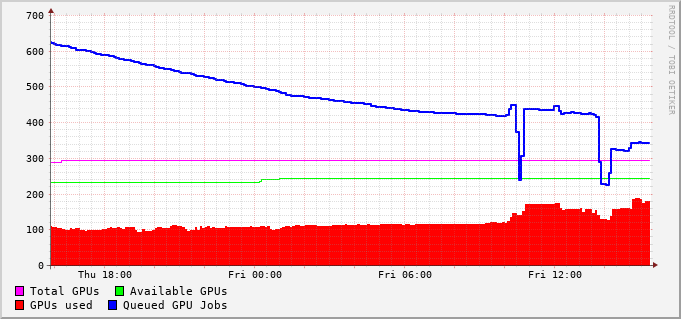 700
600
500
400
300
200
100
0
Thu 18:00 Fri 00:00 Fri 06:00 Fri 12:00
Total GPUs Available GPUs
GPUs used Queued GPU Jobs
RRDTOOL / TOBI OETIKER